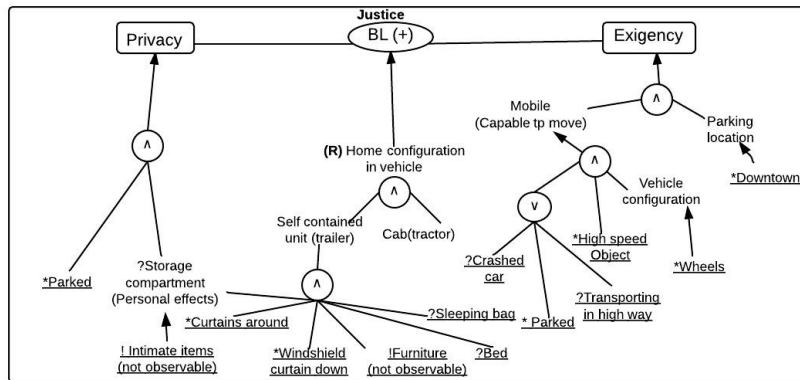 Justice
Privacy
BL (+)
Exigency
∧
Mobile
(Capable tp move)
Parking
location
∧
(R) Home configuration
in vehicle
∧
*Downtown
∧
Vehicle
configuration
Self contained
unit (trailer)
Cab(tractor)
∨
*High speed
Object
?Crashed
car
*Wheels
*Parked
?Storage
compartment
(Personal effects)
∧
?Transporting
in high way
*Curtains around
?Sleeping bag
* Parked
! Intimate items
(not observable)
*Windshield
curtain down
!Furniture
(not observable)
?Bed